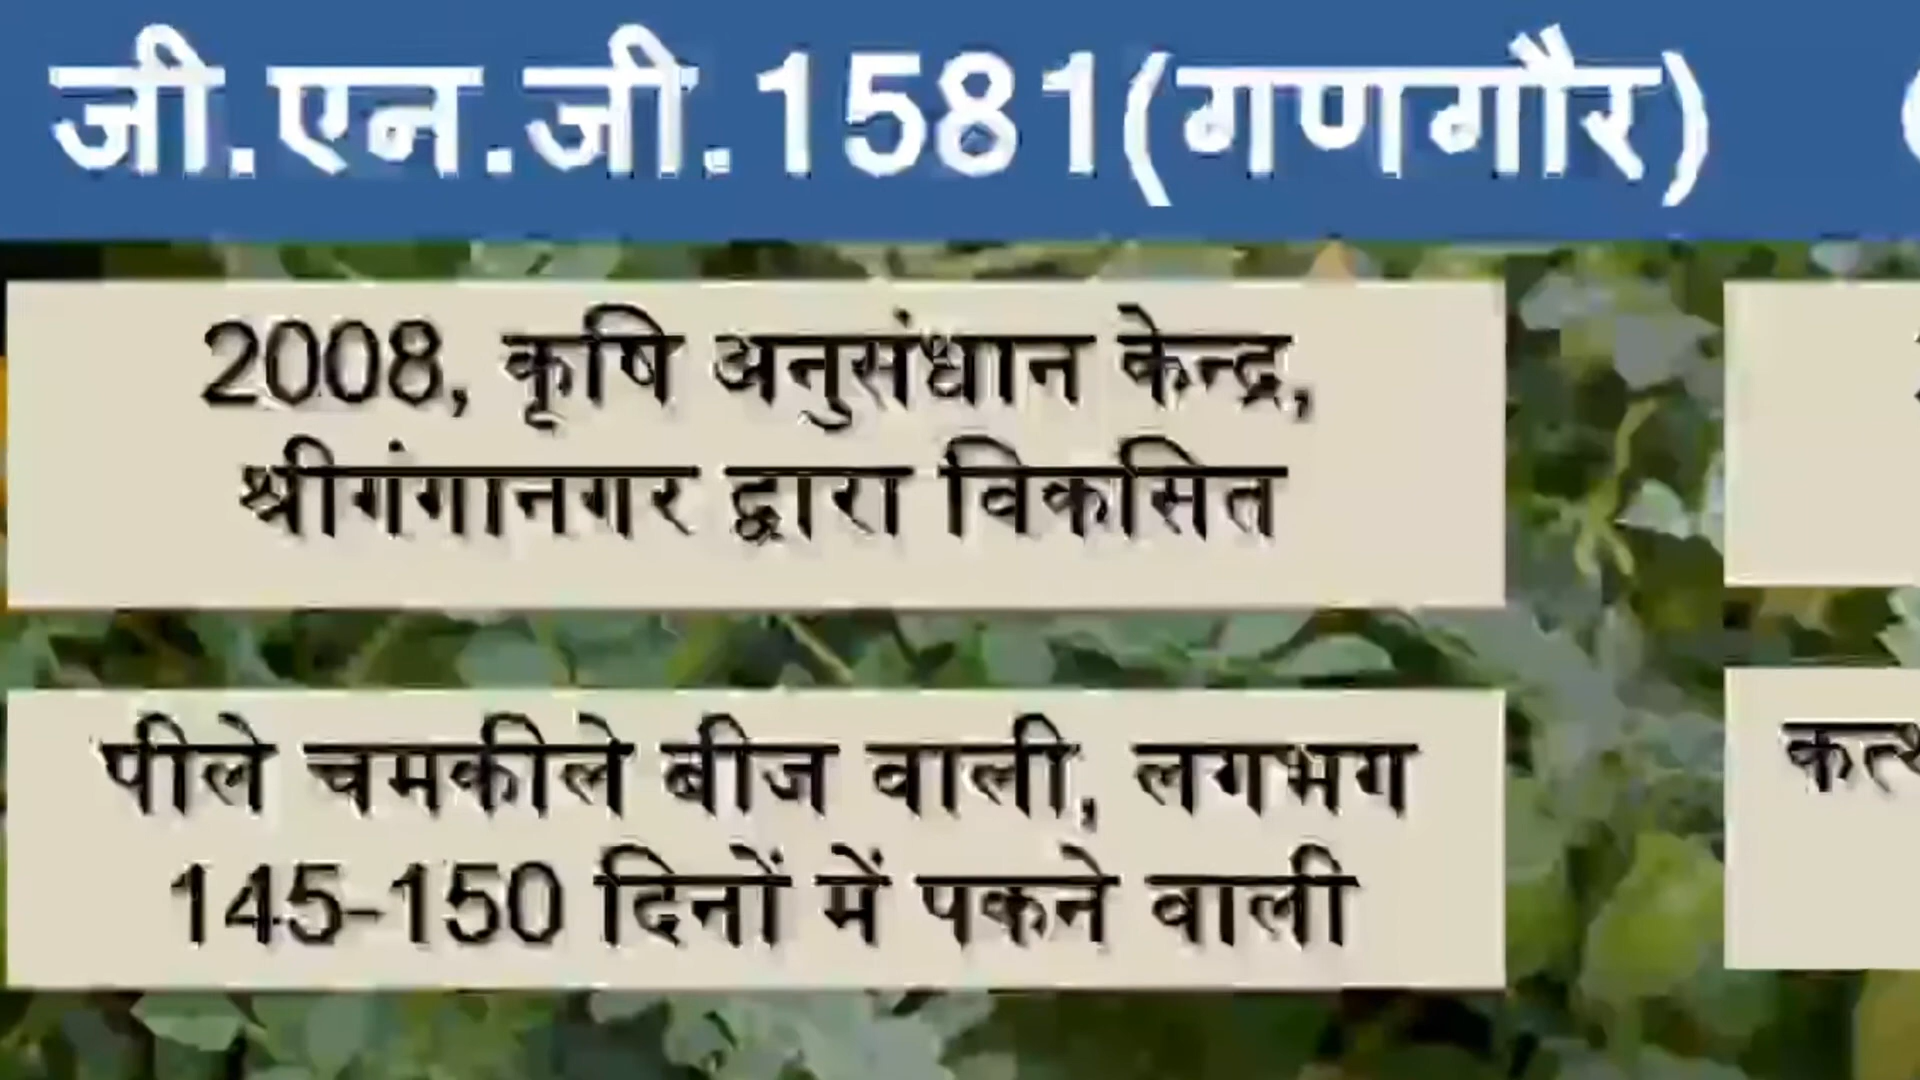 जी.एन.जी.1581(गणगौर)
2008, कृषि अनुसंधान केन्द्र,
श्रीगंगानगर द्वारा विकसित
पीले चमकीले बीज वाली, लगभग
145-150 दिनों में पकने वाली